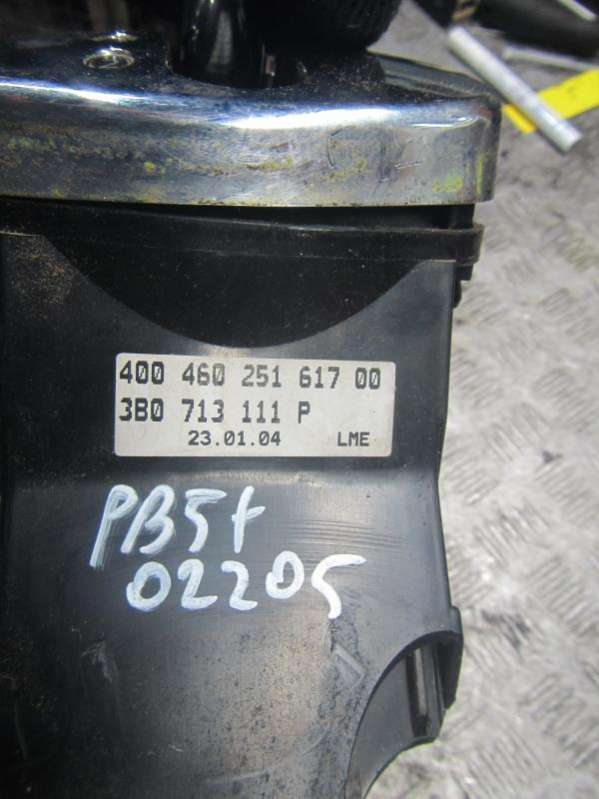 400 460 251 617 00
3B0 713 111 P
23.01.04 LME
PB5+
02205